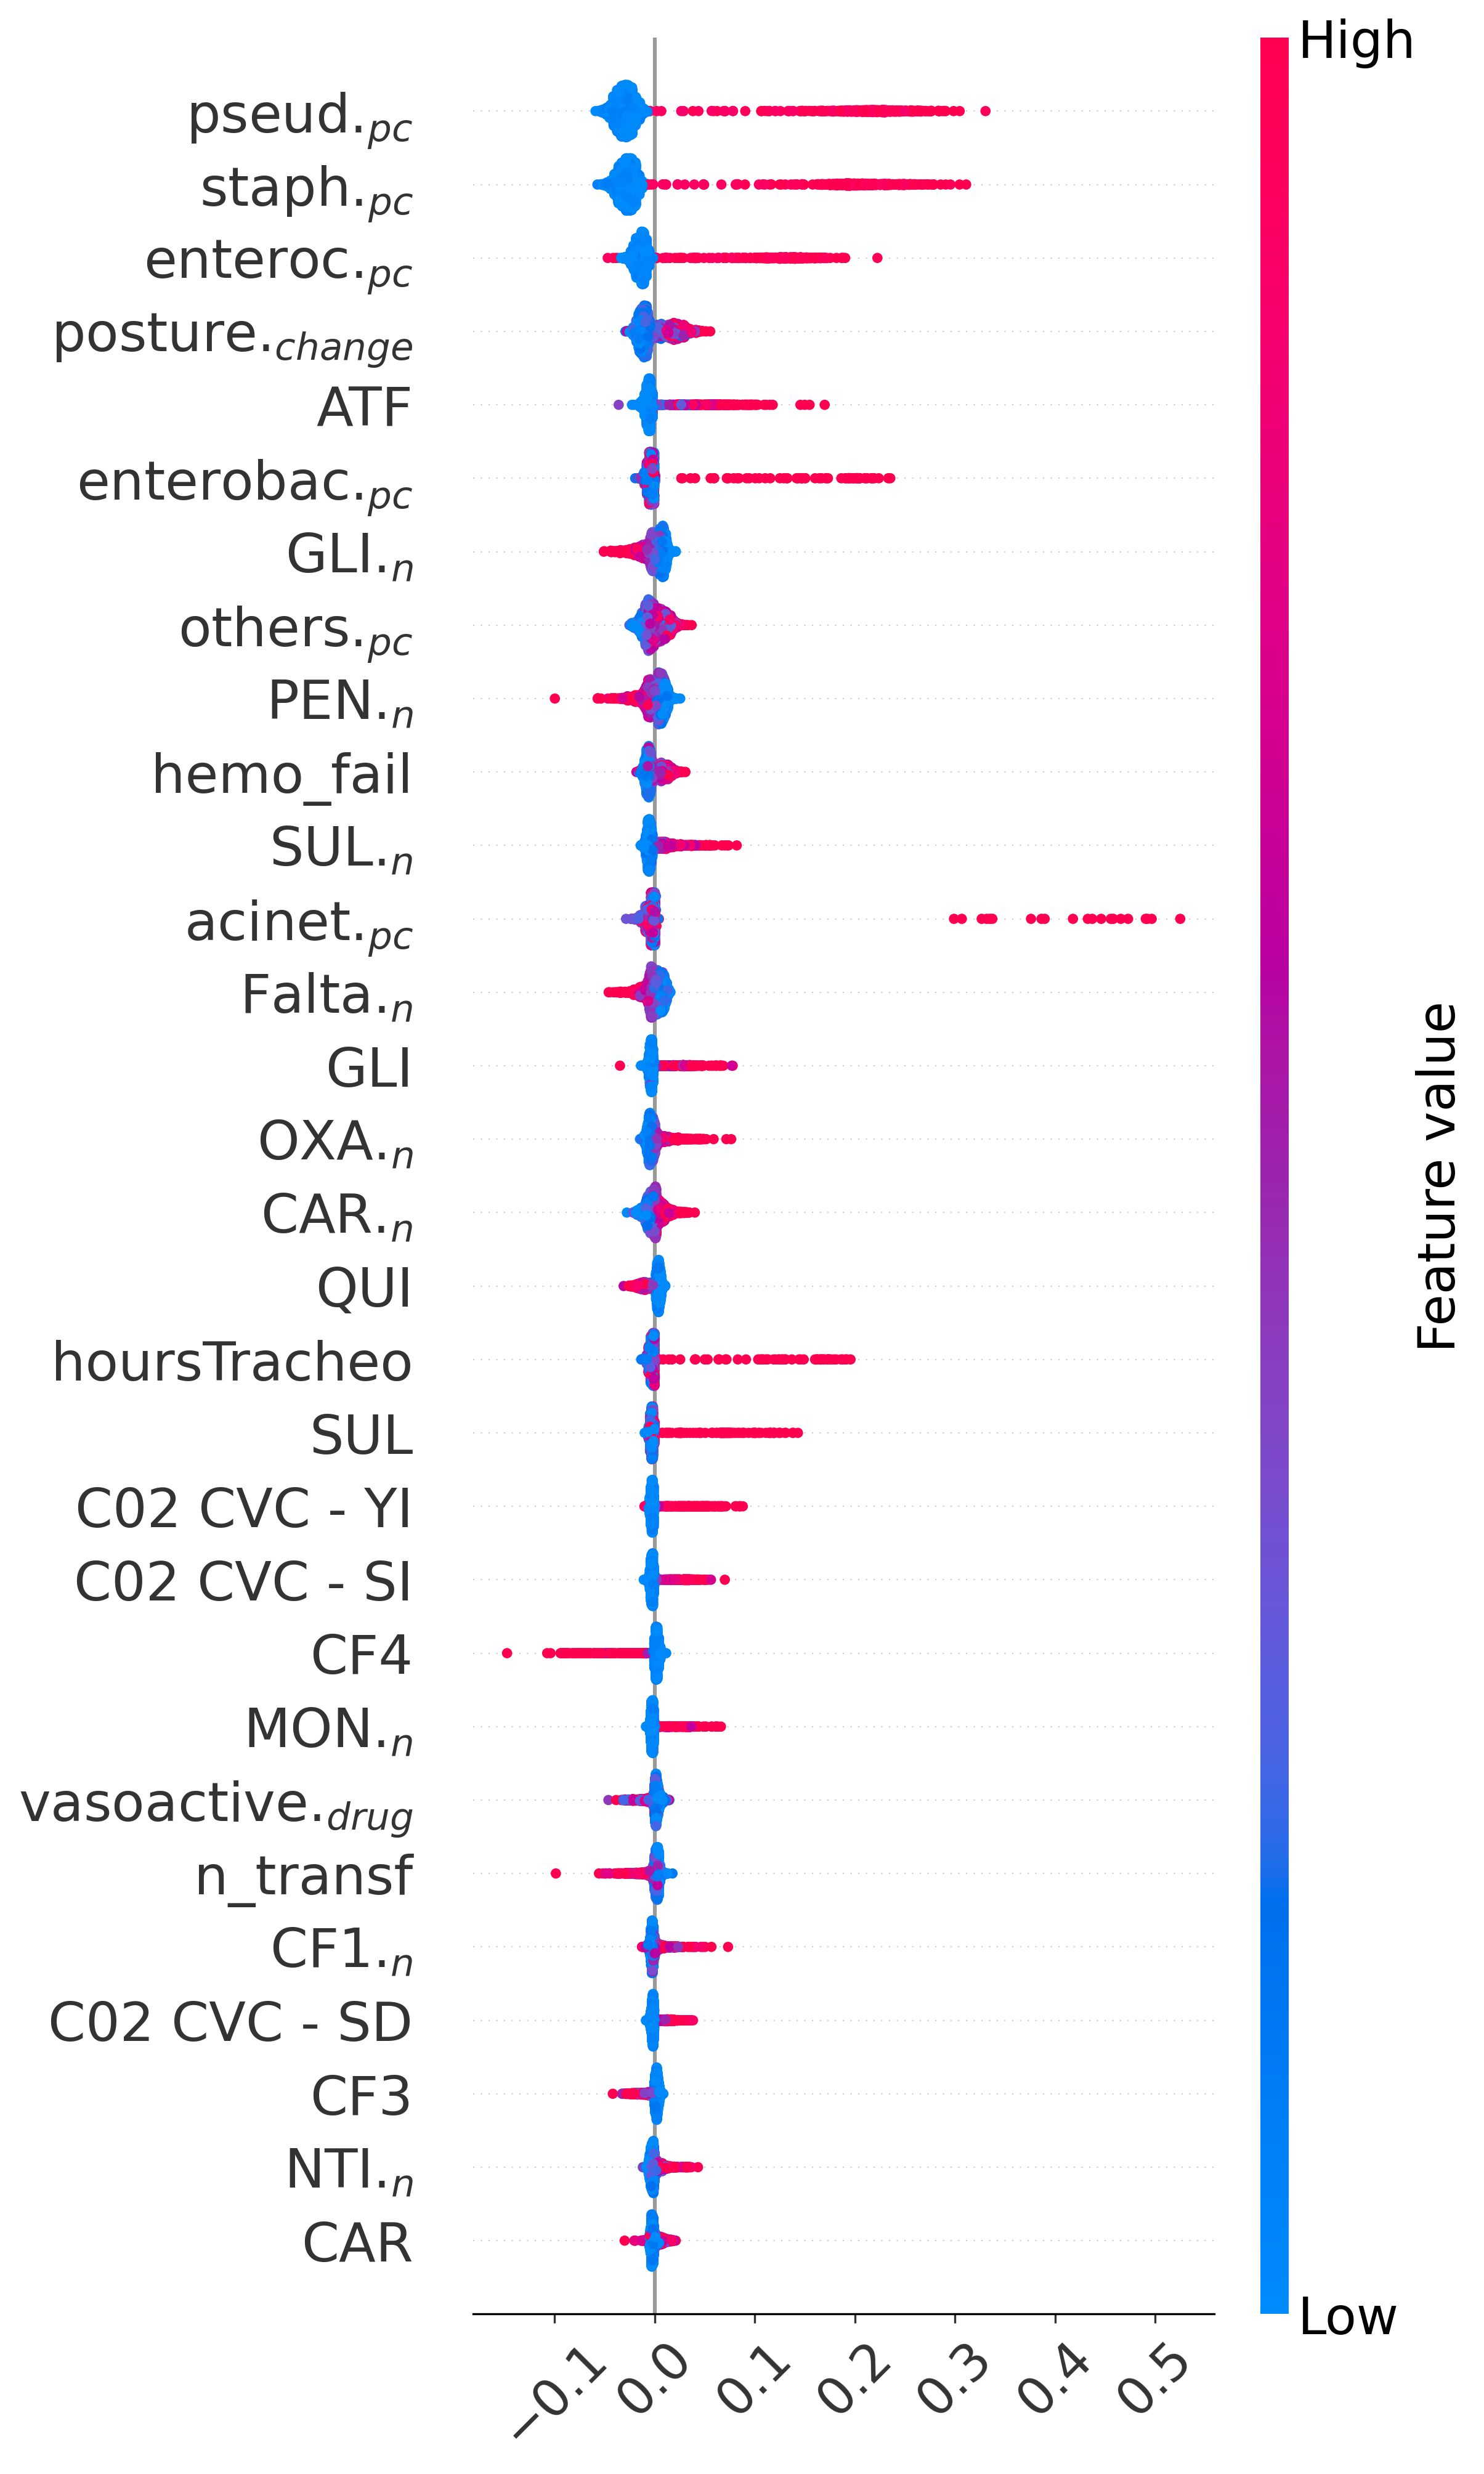 High
pseud.pc
staph.pc
enteroc.pc
posture.change
ATF
enterobac.pc
GLI.n
others.pc
PEN.n
hemo_fail
SUL.n
acinet.pc
Falta.n
GLI
OXA.n
CAR.n
QUI
hoursTracheo
SUL
C02 CVC - YI
C02 CVC - SI
CF4
MON.n
vasoactive.drug
n_transf
CF1.n
C02 CVC - SD
CF3
NTI.n
CAR
Low
Feature value
−0.1 0.0 0.1 0.2 0.3 0.4 0.5